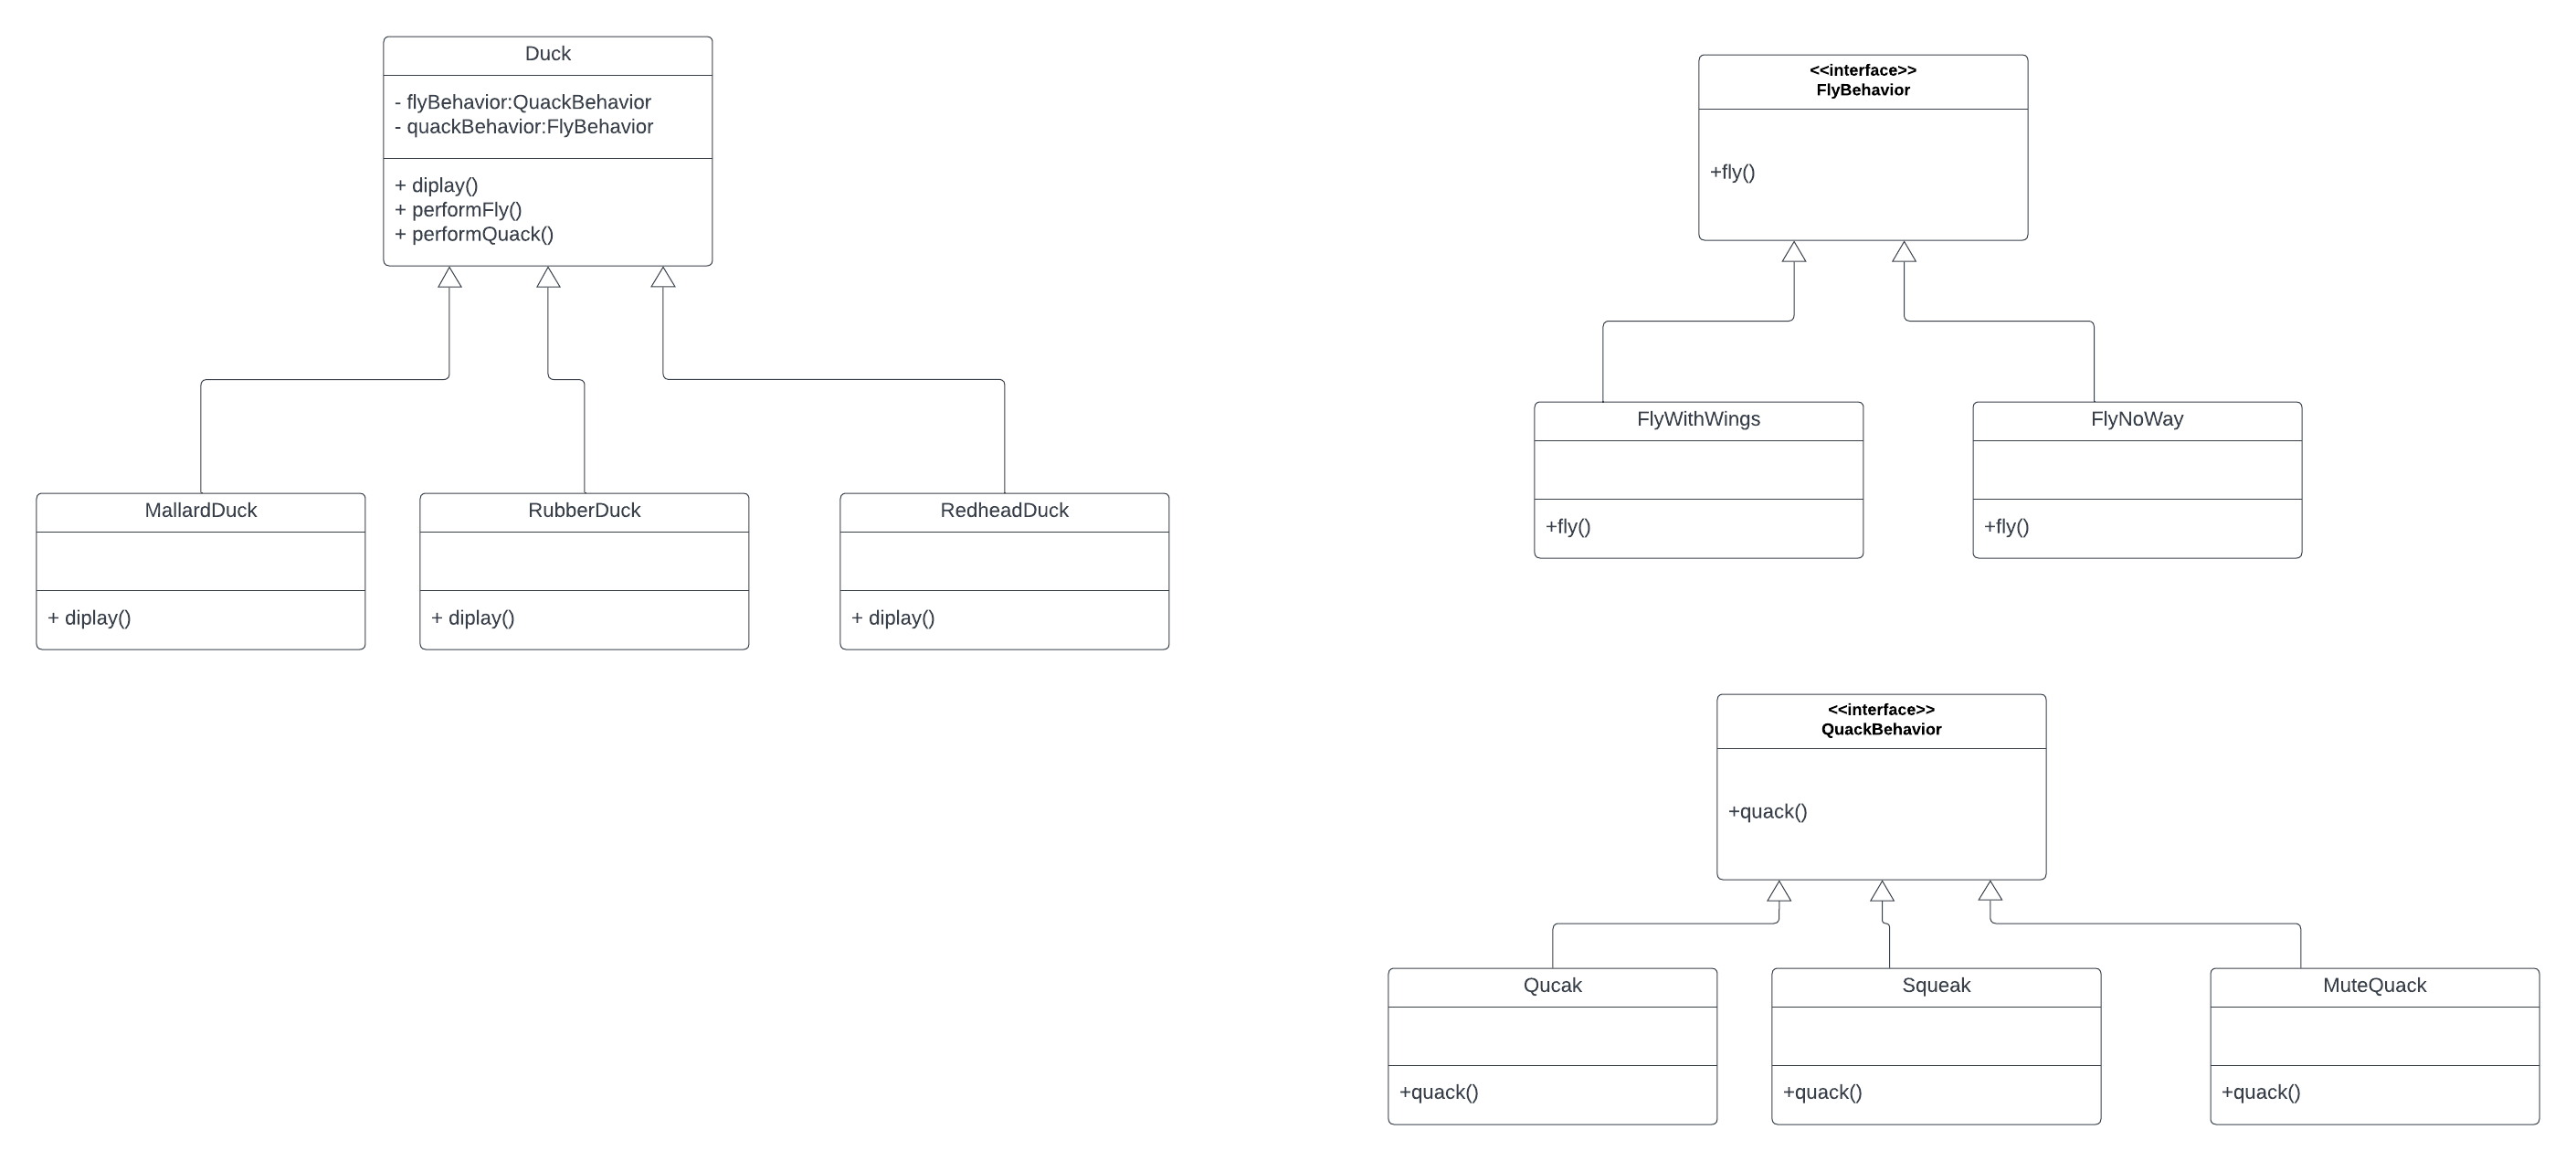 Duck
- flyBehavior:QuackBehavior
- quackBehavior:FlyBehavior
+ diplay()
+ performFly()
+ performQuack()
MallardDuck
+ diplay()
RubberDuck
+ diplay()
RedheadDuck
+ diplay()
<<interface>>
FlyBehavior
+fly()
FlyWithWings
+fly()
FlyNoWay
+fly()
<<interface>>
QuackBehavior
+quack()
Qucak
+quack()
Squeak
+quack()
MuteQuack
+quack()